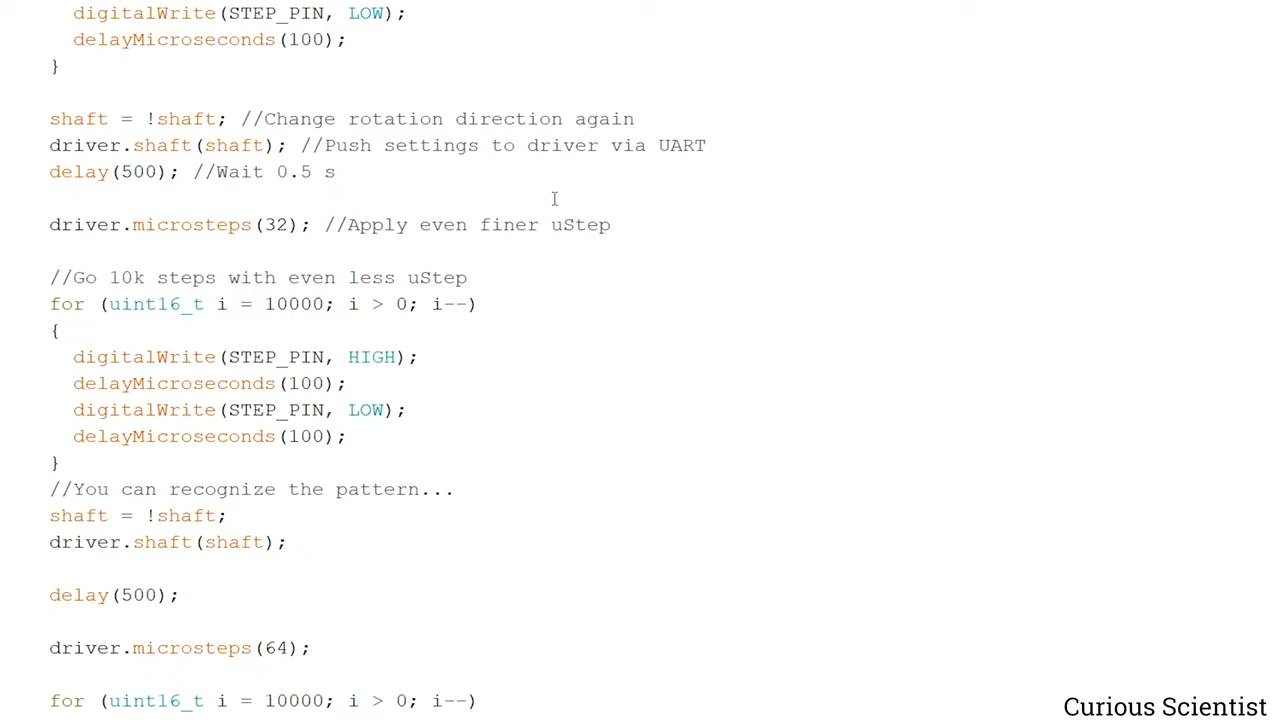 digitalWrite(STEP_PIN, LOW);
delayMicroseconds(100);
}
shaft = !shaft; //Change rotation direction again
driver.shaft(shaft); //Push settings to driver via UART
delay(500); //Wait 0.5 s
driver.microsteps(32); //Apply even finer uStep
//Go 10k steps with even less uStep
for (uint16_t i = 10000; i > 0; i--)
{
digitalWrite(STEP_PIN, HIGH);
delayMicroseconds(100);
digitalWrite(STEP_PIN, LOW);
delayMicroseconds(100);
}
//You can recognize the pattern...
shaft = !shaft;
driver.shaft(shaft);
delay(500);
driver.microsteps(64);
for (uint16_t i = 10000; i > 0; i--)
Curious Scientist